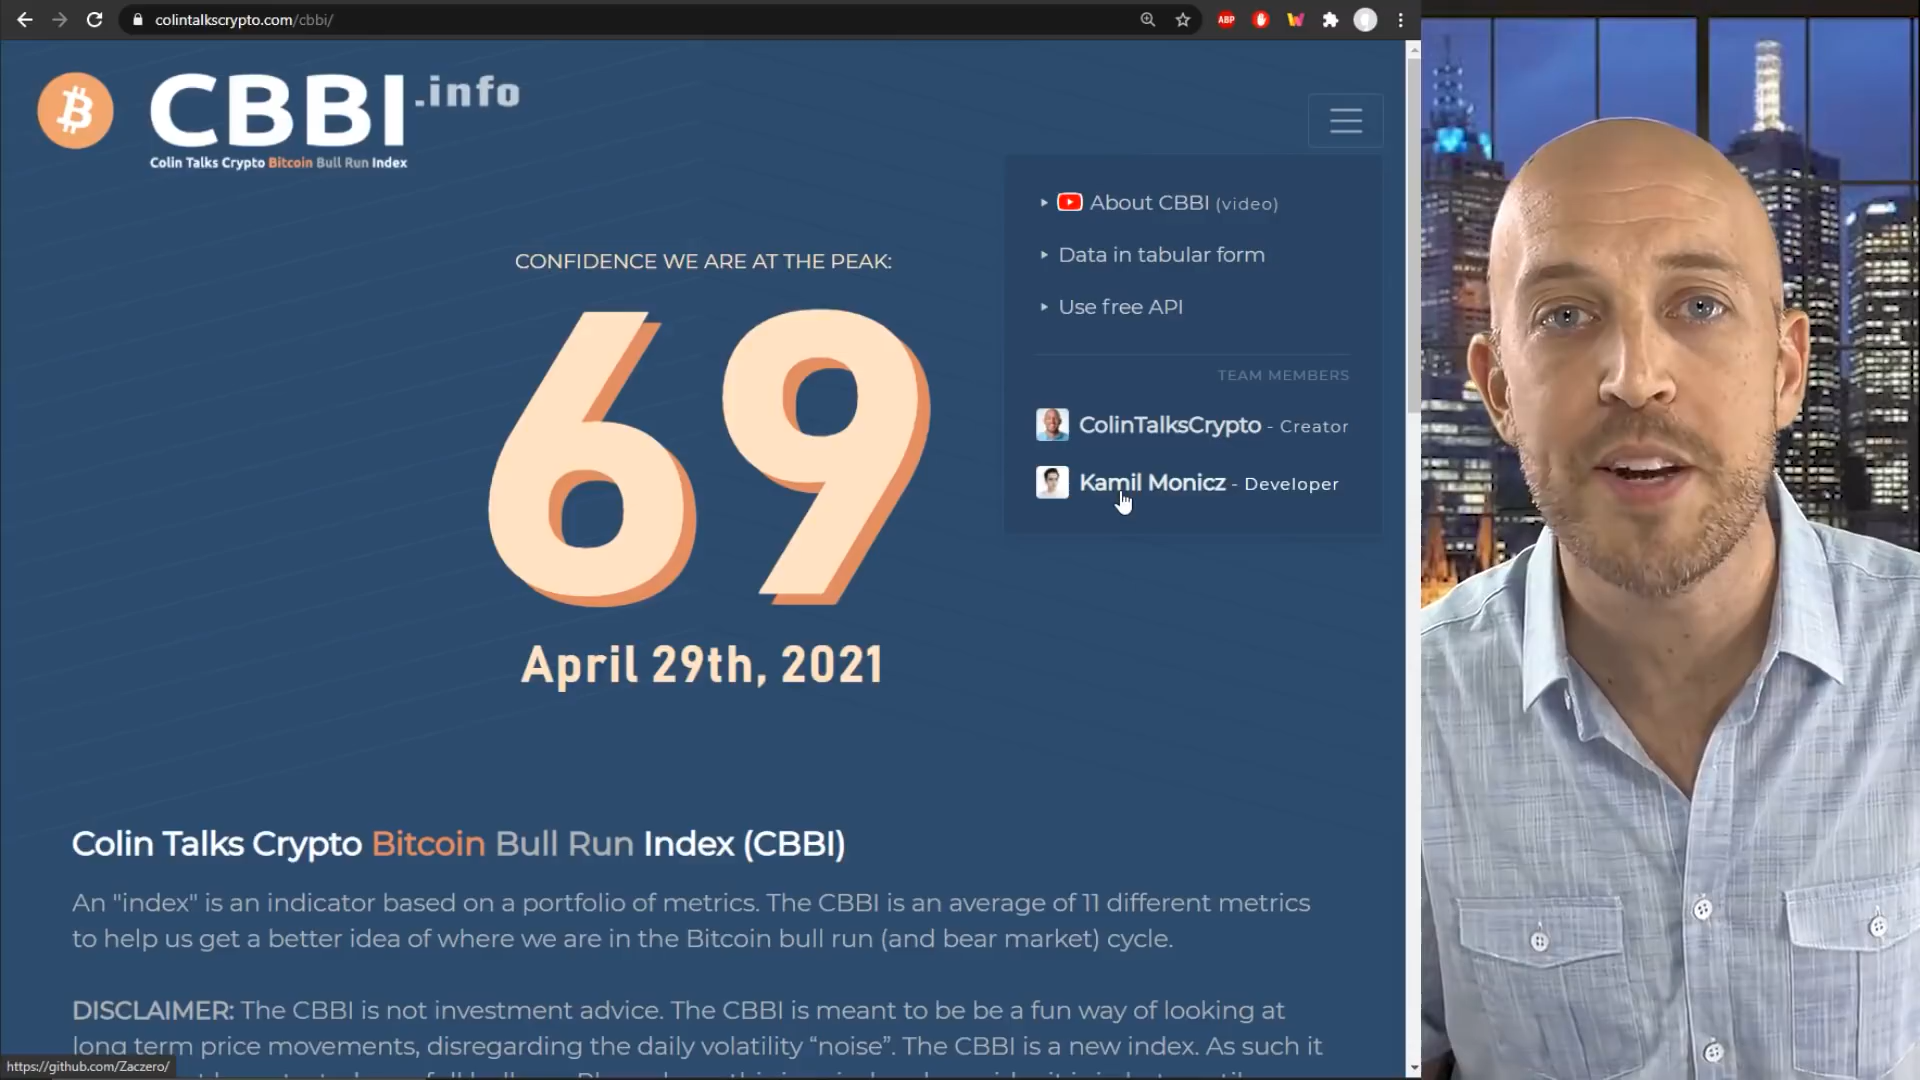 colintalkscrypto.com/cbbi/
ABP
CBBI.info
Colin Talks Crypto Bitcoin Bull Run Index
About CBBI (video)
Data in tabular form
Use free API
TEAM MEMBERS
ColinTalksCrypto - Creator
Kamil Monicz - Developer
CONFIDENCE WE ARE AT THE PEAK:
69
April 29th, 2021
Colin Talks Crypto Bitcoin Bull Run Index (CBBI)
An "index" is an indicator based on a portfolio of metrics. The CBBI is an average of 11 different metrics
to help us get a better idea of where we are in the Bitcoin bull run (and bear market) cycle.
DISCLAIMER: The CBBI is not investment advice. The CBBI is meant to be be a fun way of looking at
long term price movements, disregarding the daily volatility “noise”. The CBBI is a new index. As such it
https://github.com/Zaczero/